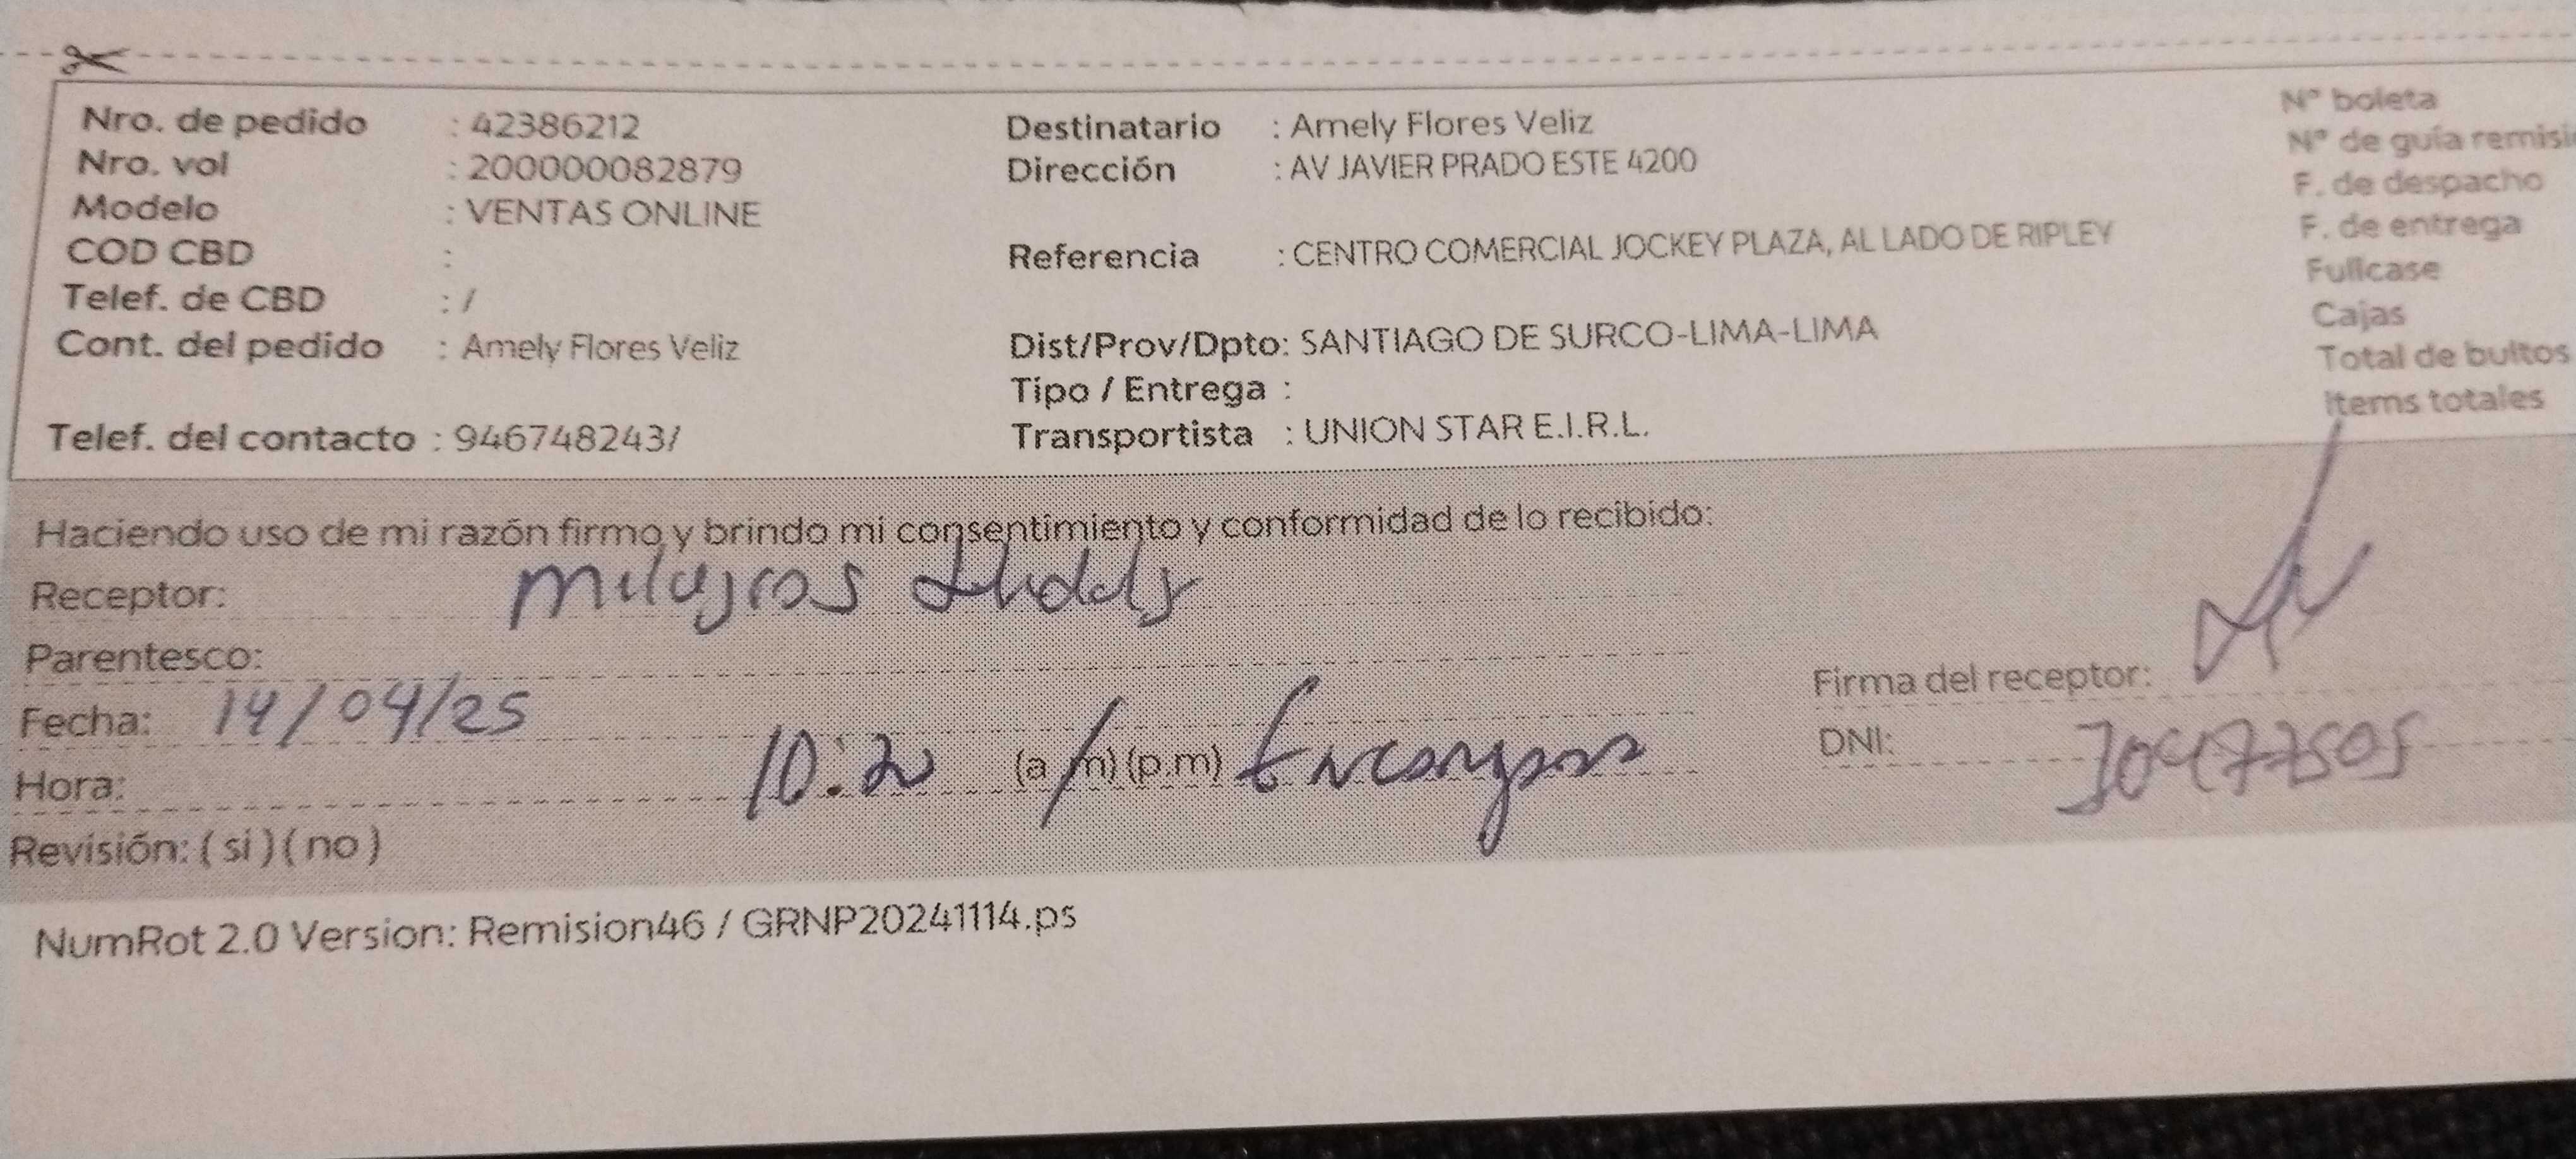 Nro. de pedido : 42386212
Nro. vol : 200000082879
Modelo : VENTAS ONLINE
COD CBD :
Telef. de CBD : /
Cont. del pedido : Amely Flores Veliz
Telef. del contacto : 946748243/
Destinatario : Amely Flores Veliz
Dirección : AV JAVIER PRADO ESTE 4200
Referencia : CENTRO COMERCIAL JOCKEY PLAZA, AL LADO DE RIPLEY
Dist/Prov/Dpto: SANTIAGO DE SURCO-LIMA-LIMA
Tipo / Entrega :
Transportista : UNION STAR E.I.R.L.
N° boleta
N° de guía
F. de despacho
F. de entrega
Fullcase
Cajas
Total de bultos
Items totales
Haciendo uso de mi razón firmo y brindo mi consentimiento y conformidad de lo recibido:
Receptor: Milagros
Parentesco:
Fecha: 14/04/25
Hora: (a.m) (p.m)
Revisión: ( si ) ( no )
Firma del receptor:
DNI:
NumRot 2.0 Version: Remision46 / GRNP20241114.ps